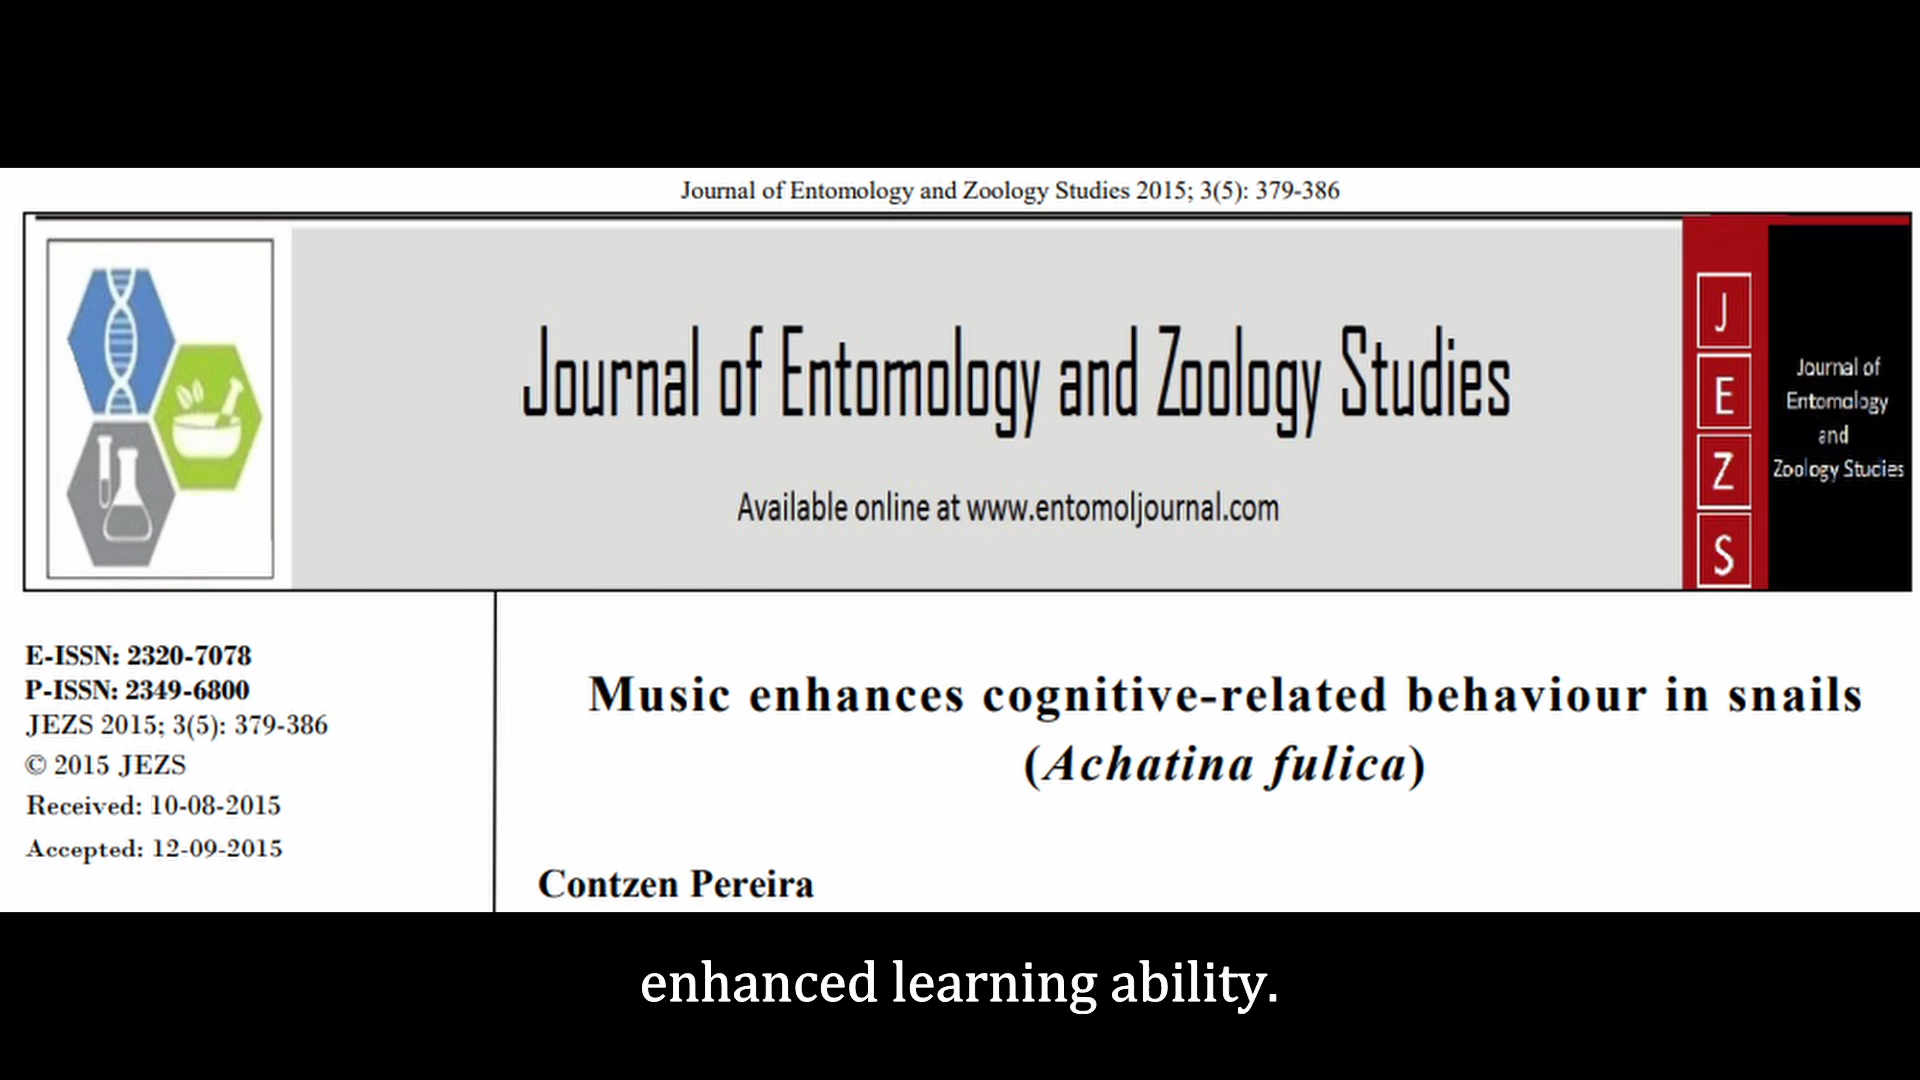 Journal of Entomology and Zoology Studies 2015; 3(5): 379-386
Journal of Entomology and Zoology Studies
Available online at www.entomoljournal.com
J
E
Z
S
Journal of
Entomology
and
Zoology Studies
E-ISSN: 2320-7078
P-ISSN: 2349-6800
JEZS 2015; 3(5): 379-386
© 2015 JEZS
Received: 10-08-2015
Accepted: 12-09-2015
Music enhances cognitive-related behaviour in snails
(Achatina fulica)
Contzen Pereira
enhanced learning ability.